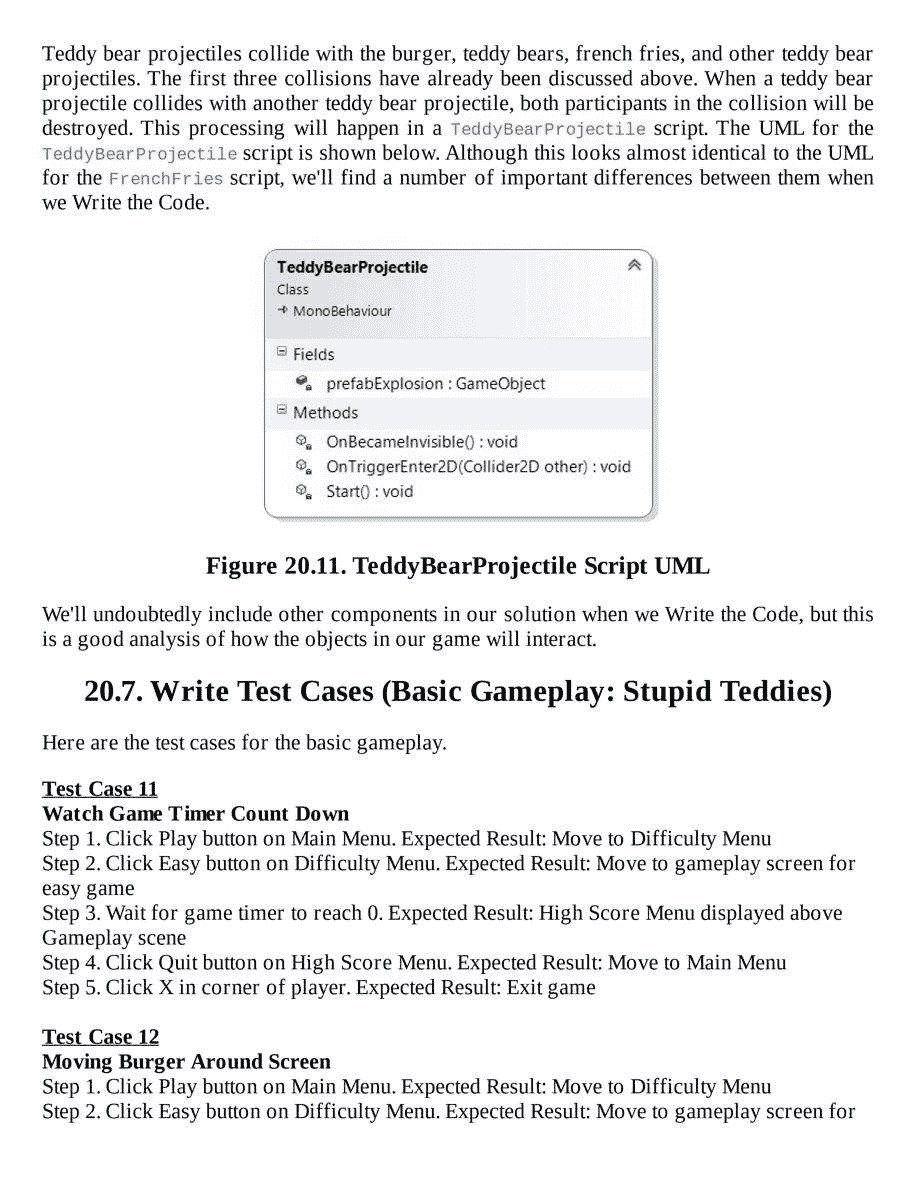 Teddy bear projectiles collide with the burger, teddy bears, french fries, and other teddy bear
projectiles. The first three collisions have already been discussed above. When a teddy bear
projectile collides with another teddy bear projectile, both participants in the collision will be
destroyed. This processing will happen in a TeddyBearProjectile script. The UML for the
TeddyBearProjectile script is shown below. Although this looks almost identical to the UML
for the FrenchFries script, we'll find a number of important differences between them when
we Write the Code.
TeddyBearProjectile
Class
MonoBehaviour
Fields
prefabExplosion : GameObject
Methods
OnBecameInvisible() : void
OnTriggerEnter2D(Collider2D other) : void
Start() : void
Figure 20.11. TeddyBearProjectile Script UML
We'll undoubtedly include other components in our solution when we Write the Code, but this
is a good analysis of how the objects in our game will interact.
20.7. Write Test Cases (Basic Gameplay: Stupid Teddies)
Here are the test cases for the basic gameplay.
Test Case 11
Watch Game Timer Count Down
Step 1. Click Play button on Main Menu. Expected Result: Move to Difficulty Menu
Step 2. Click Easy button on Difficulty Menu. Expected Result: Move to gameplay screen for
easy game
Step 3. Wait for game timer to reach 0. Expected Result: High Score Menu displayed above
Gameplay scene
Step 4. Click Quit button on High Score Menu. Expected Result: Move to Main Menu
Step 5. Click X in corner of player. Expected Result: Exit game
Test Case 12
Moving Burger Around Screen
Step 1. Click Play button on Main Menu. Expected Result: Move to Difficulty Menu
Step 2. Click Easy button on Difficulty Menu. Expected Result: Move to gameplay screen for